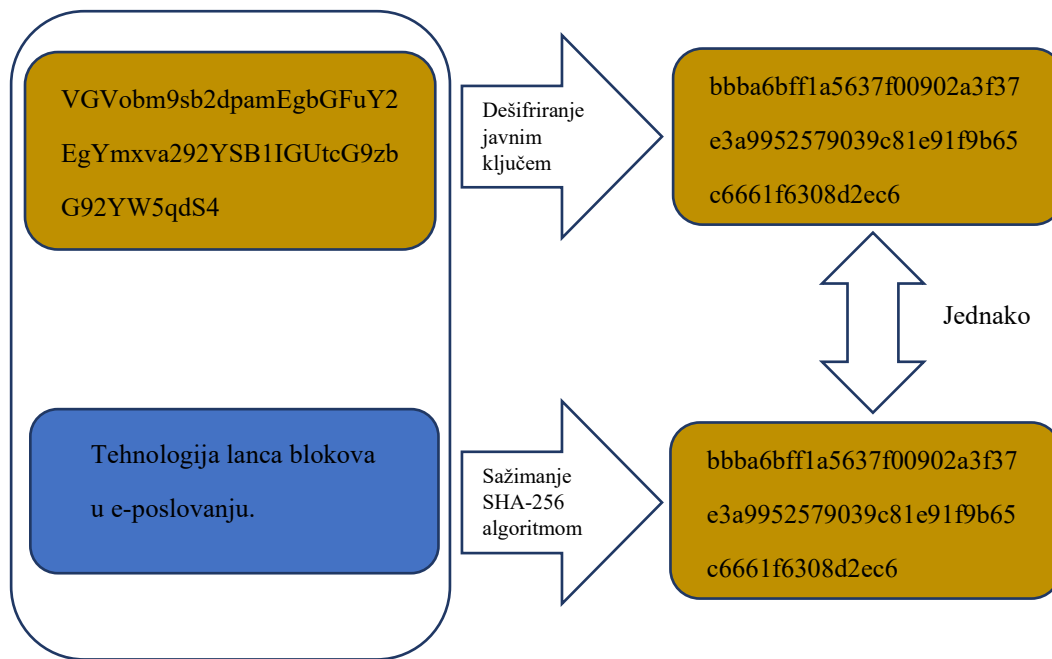 VGVobm9sb2dpamEgbGFuY2
EgYmxva292YSB1IGUtcG9zb
G92YW5qdS4
Dešifriranje
javnim
ključem
bbba6bff1a5637f00902a3f37
e3a9952579039c81e91f9b65
c6661f6308d2ec6
Jednako
Tehnologija lanca blokova
u e-poslovanju.
Sažimanje
SHA-256
algoritmom
bbba6bff1a5637f00902a3f37
e3a9952579039c81e91f9b65
c6661f6308d2ec6